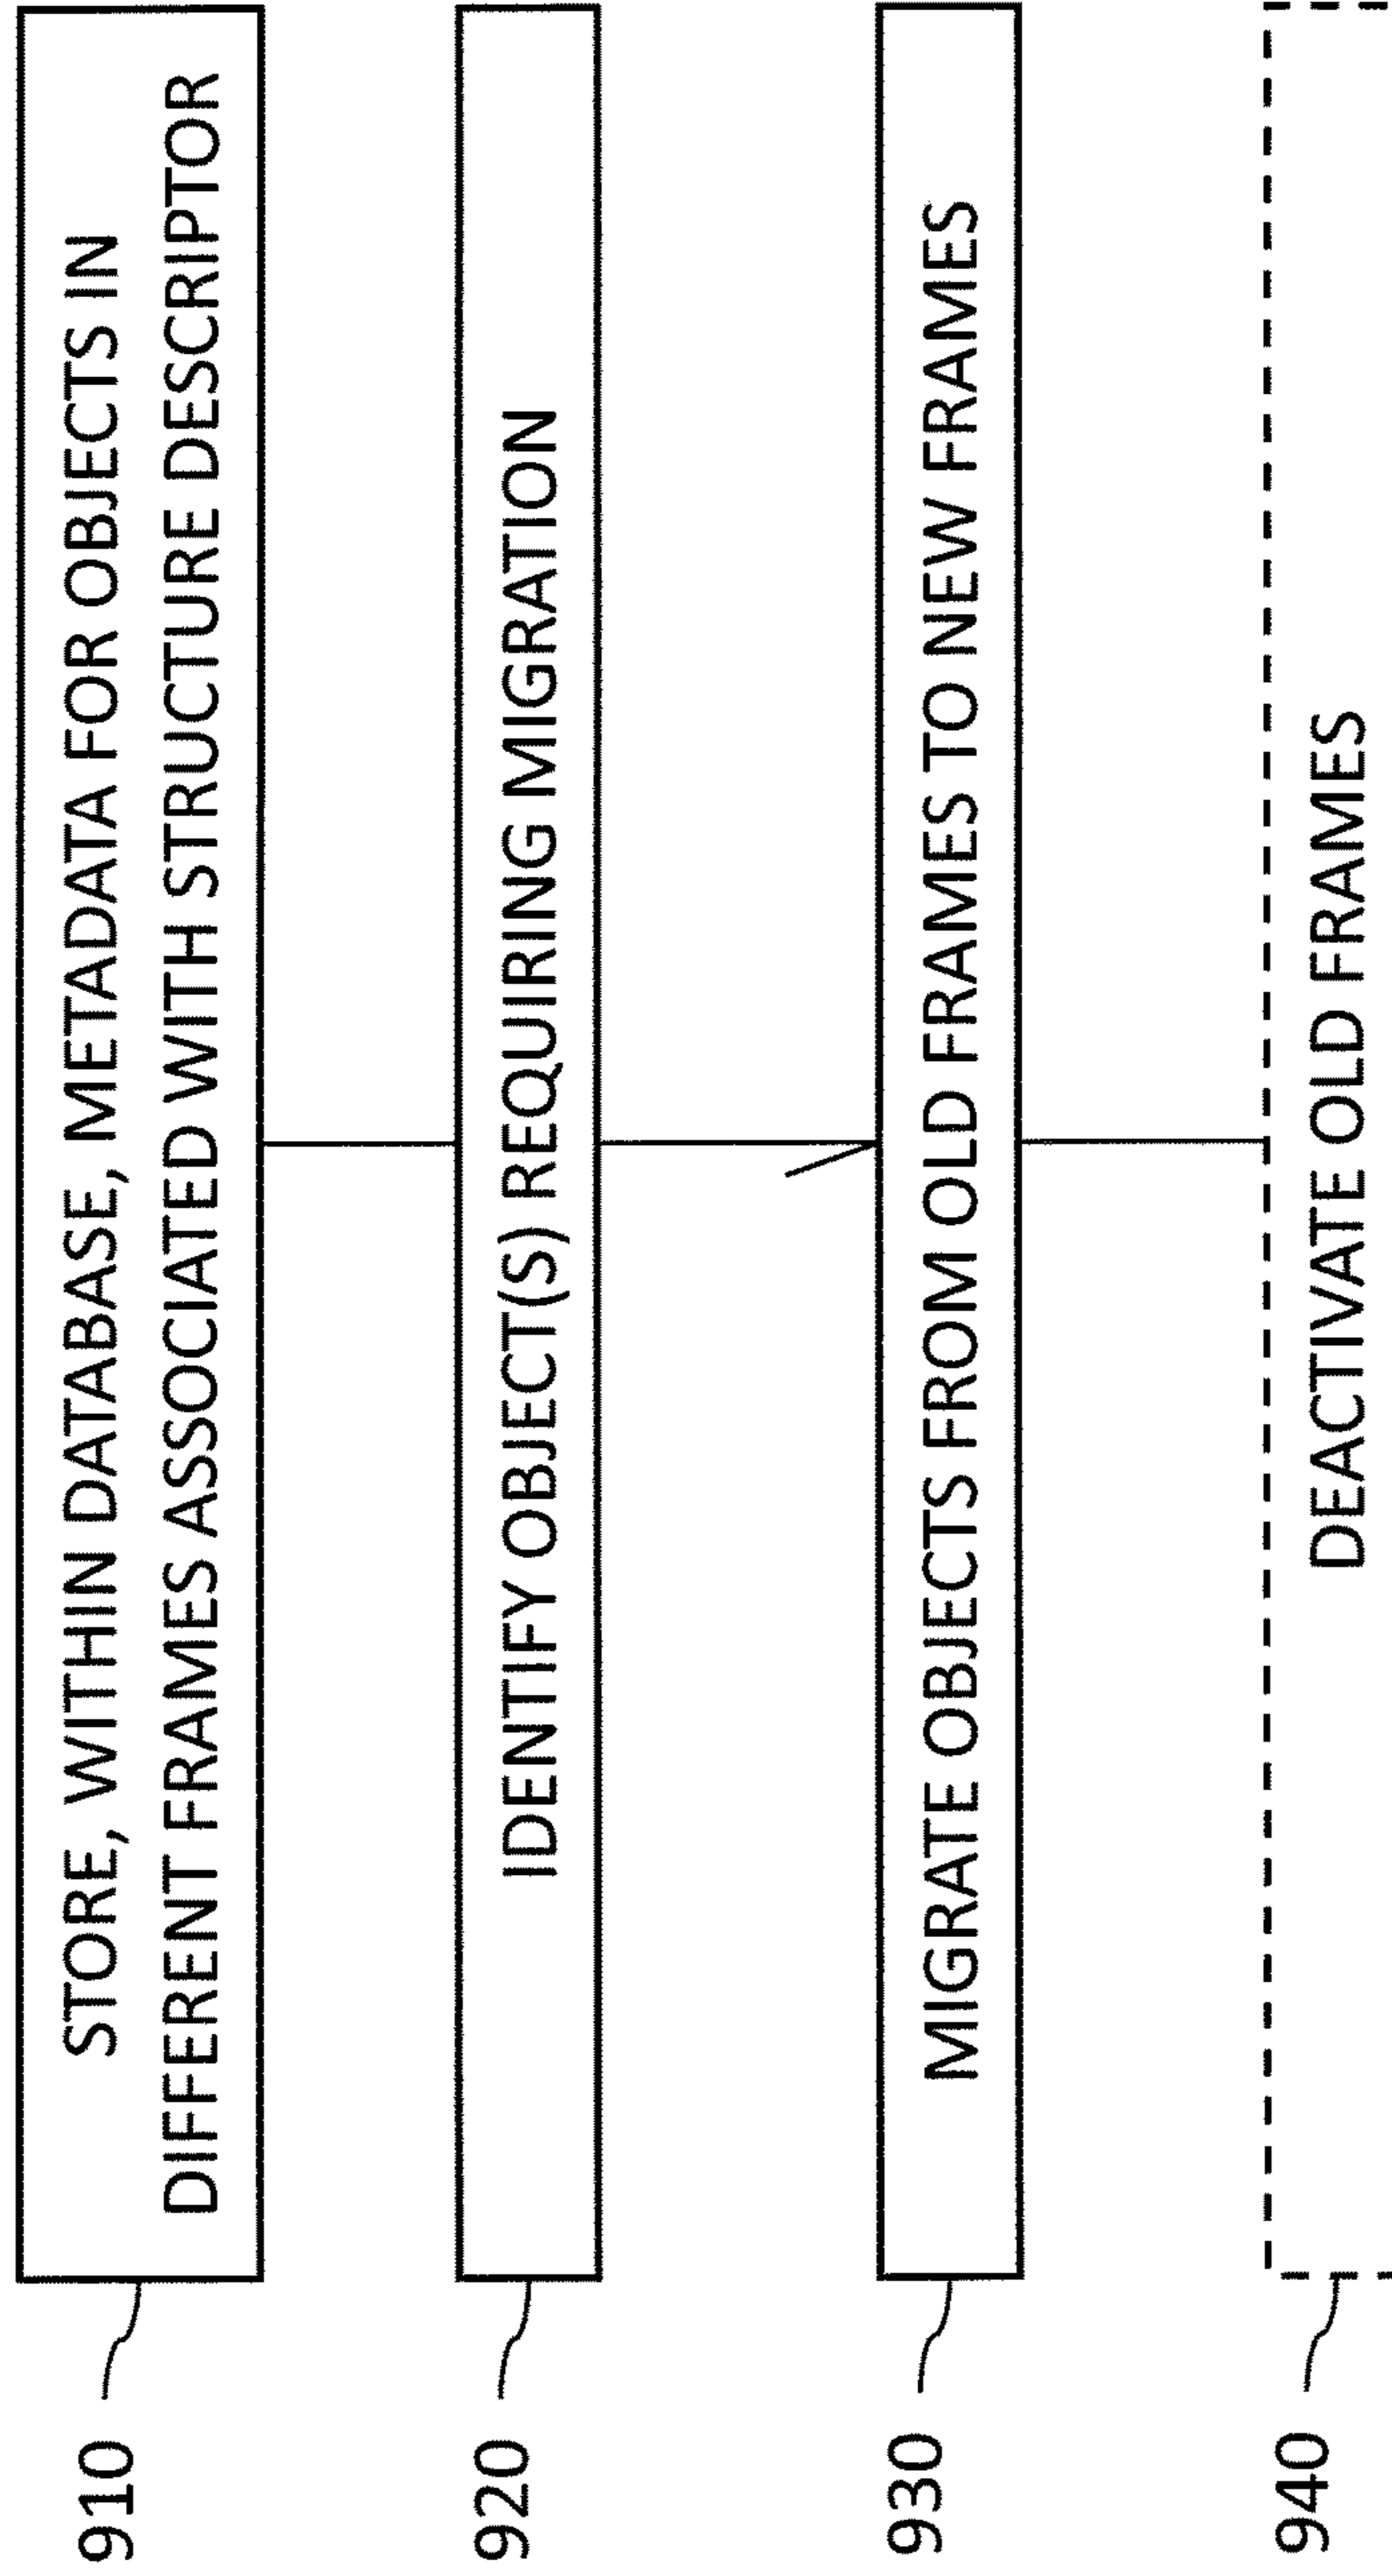 910
STORE, WITHIN DATABASE, METADATA FOR OBJECTS IN
DIFFERENT FRAMES ASSOCIATED WITH STRUCTURE DESCRIPTOR
920
IDENTIFY OBJECT(S) REQUIRING MIGRATION
930
MIGRATE OBJECTS FROM OLD FRAMES TO NEW FRAMES
940
DEACTIVATE OLD FRAMES